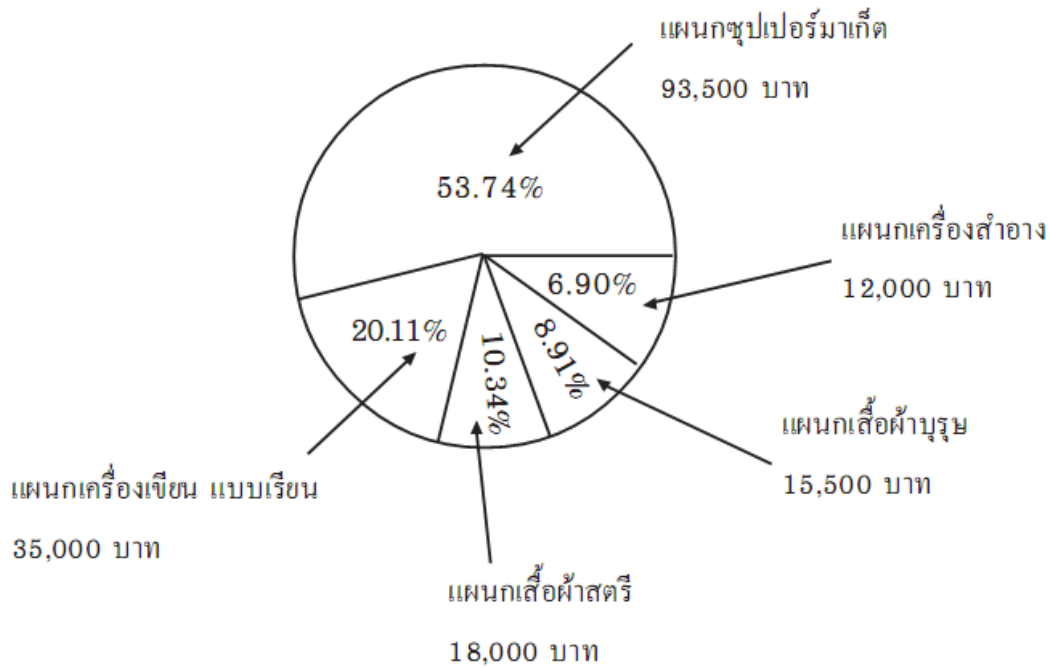 แผนกซุปเปอร์มาเก็ต
93,500 บาท
53.74%
แผนกเครื่องสำอาง
12,000 บาท
6.90%
20.11%
10.34%
8.91%
แผนกเสื้อผ้าบุรุษ
15,500 บาท
แผนกเครื่องเขียน แบบเรียน
35,000 บาท
แผนกเสื้อผ้าสตรี
18,000 บาท